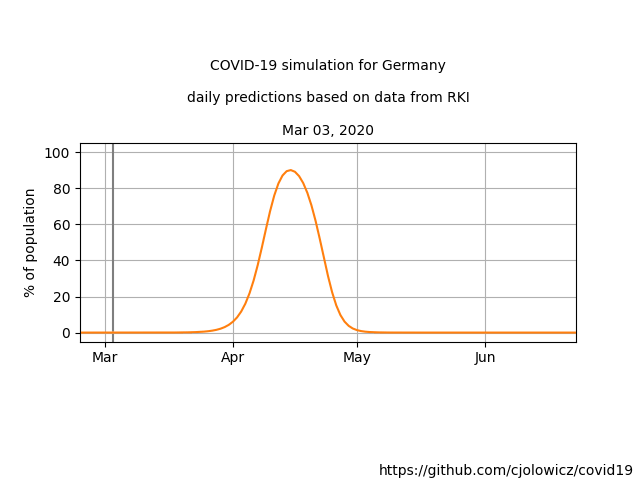 COVID-19 simulation for Germany
daily predictions based on data from RKI
Mar 03, 2020
100
80
60
40
20
0
% of population
Mar Apr May Jun
https://github.com/cjolowicz/covid19